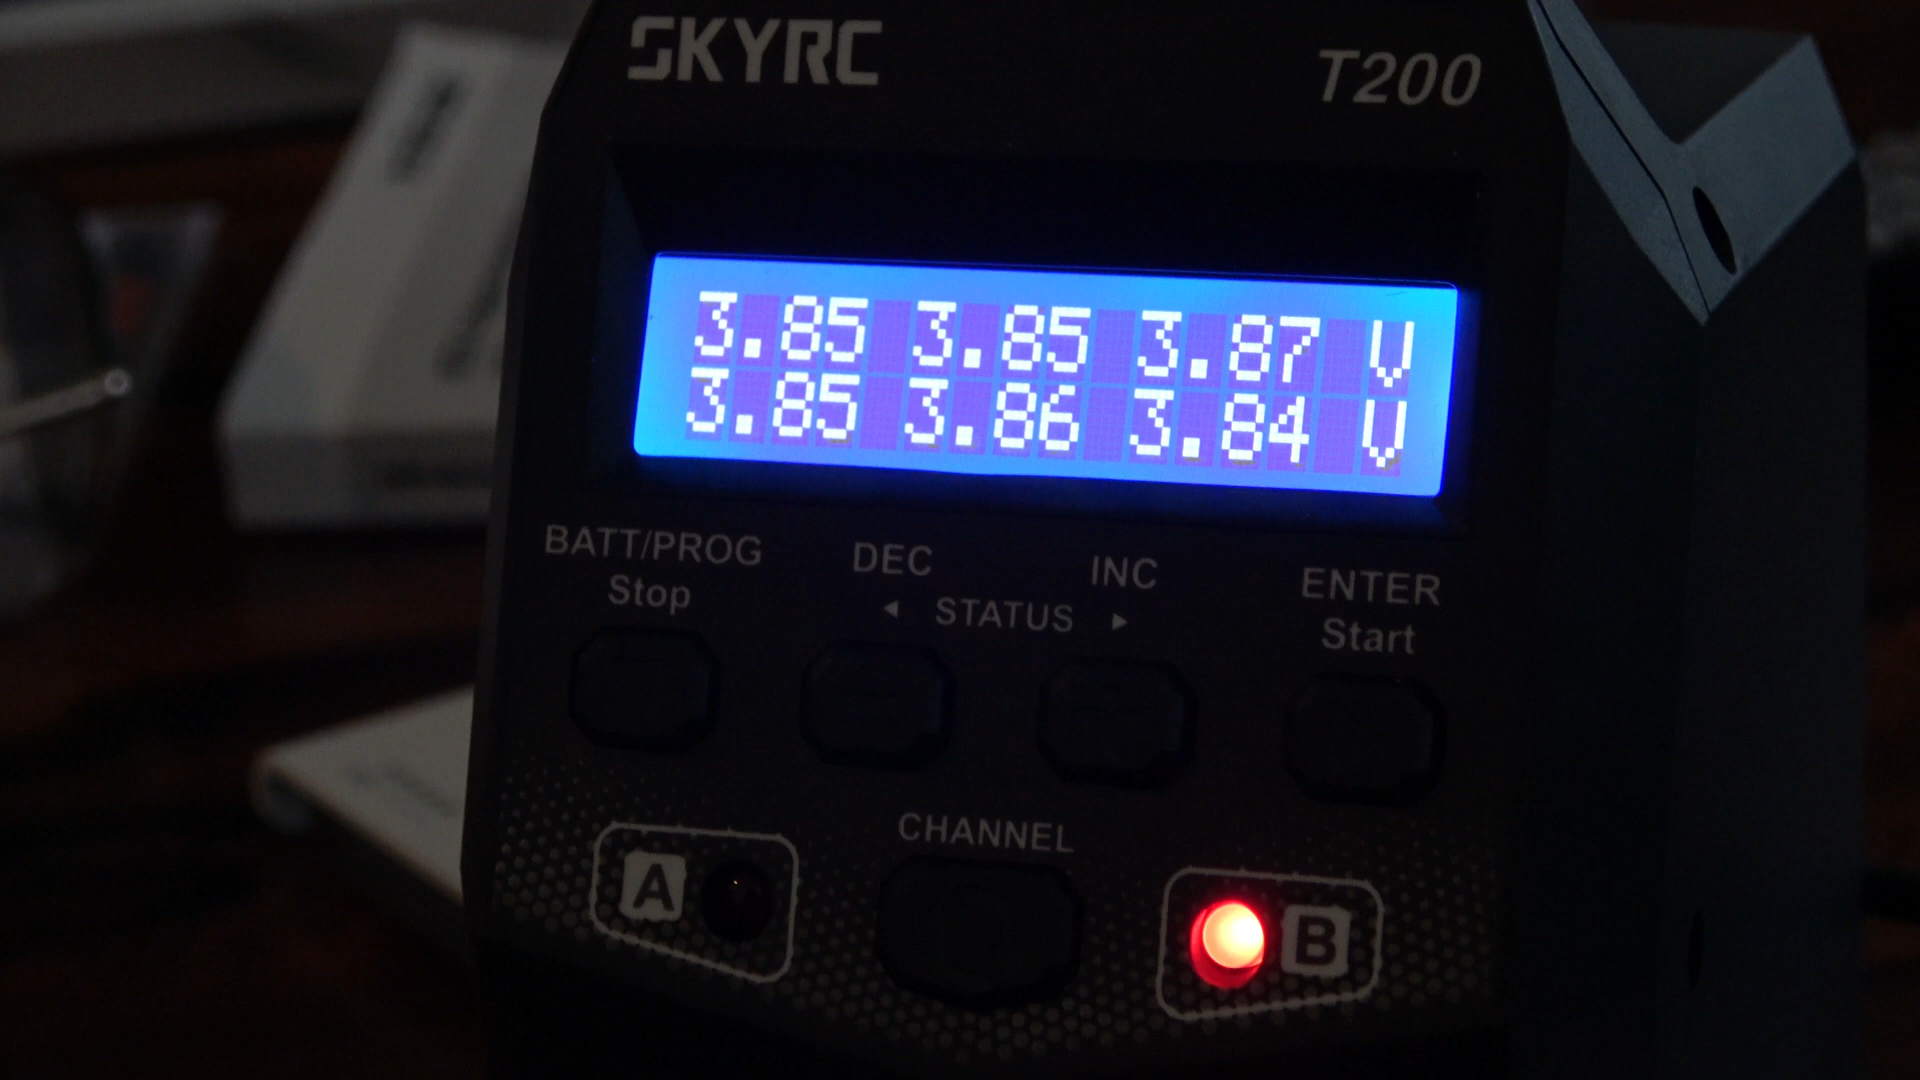 SKYRC
T200
3.85 3.85 3.87 V
3.85 3.86 3.84 V
BATT/PROG
Stop
DEC
INC
◄ STATUS ►
ENTER
Start
CHANNEL
A
B